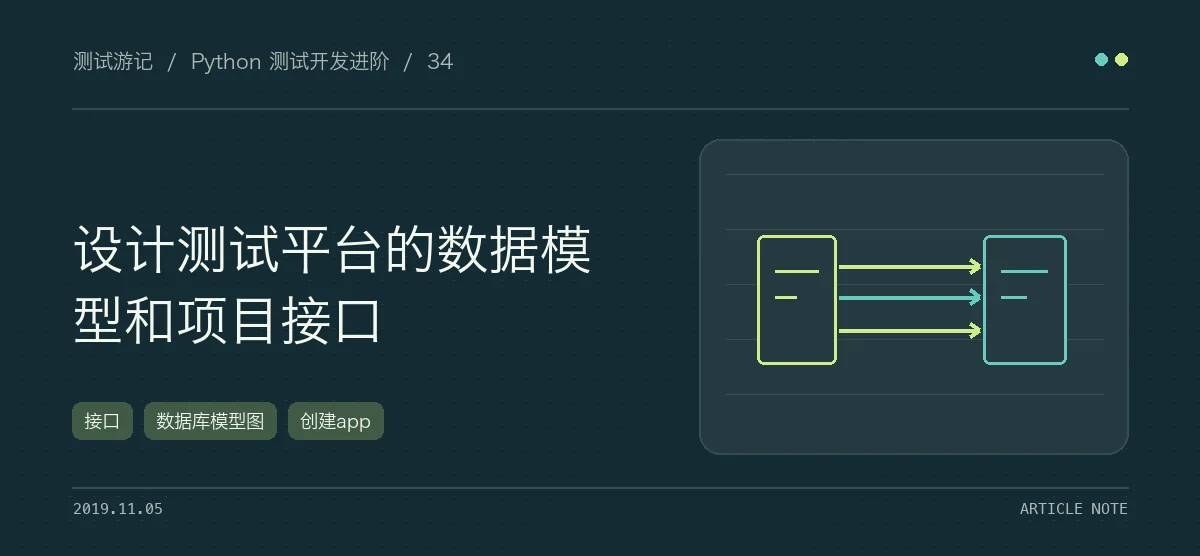 测试游记 / Python 测试开发进阶 / 34
设计测试平台的数据模
型和项目接口
接口 数据库模型图 创建app
2019.11.05 ARTICLE NOTE